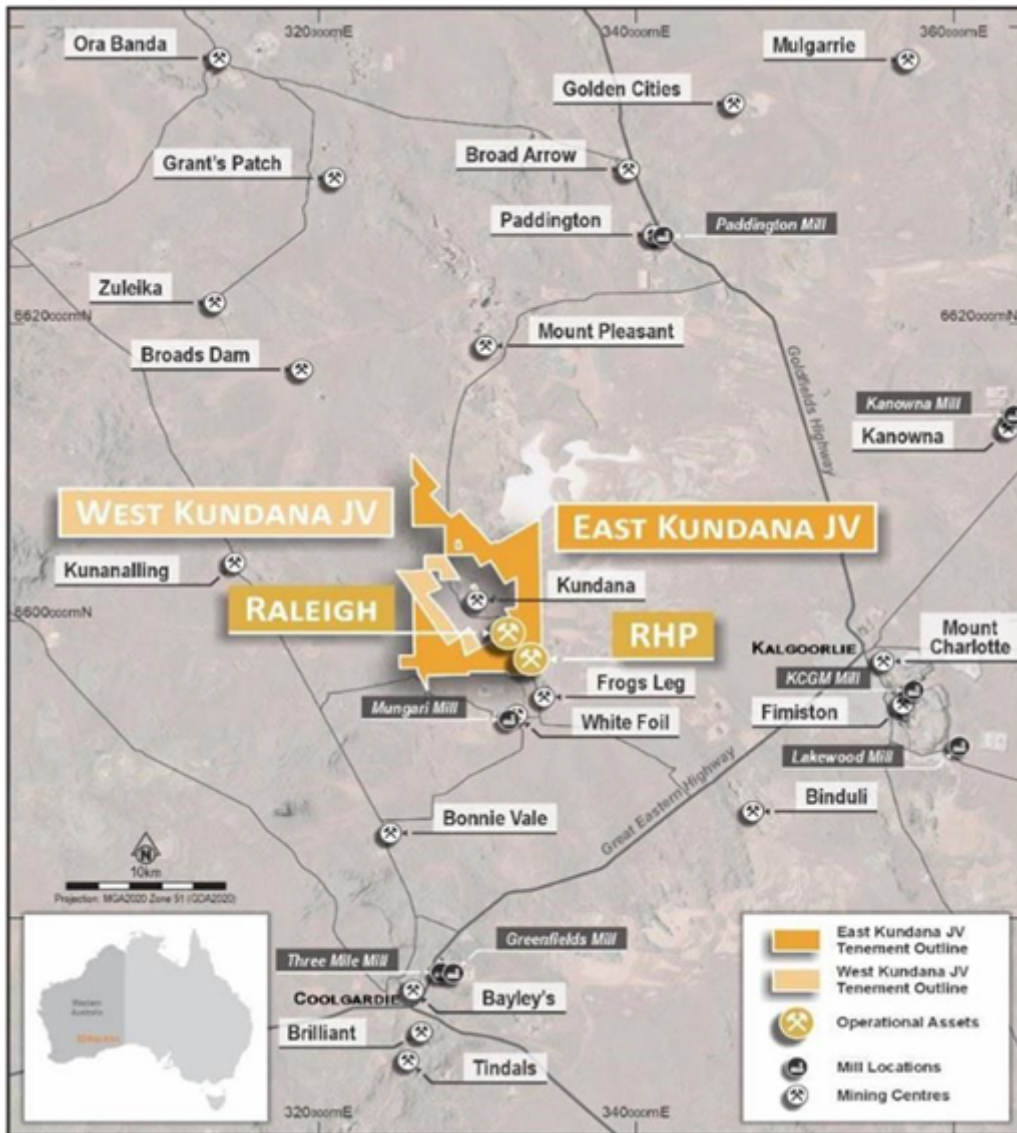 320000mE
340000mE
360000mE
Ora Banda
Mulgarrie
Golden Cities
Broad Arrow
Grant's Patch
Paddington
Paddington Mill
Zuleika
6620000mN
6620000mN
Mount Pleasant
Broads Dam
Goldfields Highway
Kanowna Mill
Kanowna
WEST KUNDANA JV
EAST KUNDANA JV
Kunanalling
Kundana
6600000mN
RALEIGH
RHP
KALGOORLIE
Mount
Charlotte
KCGM Mill
Frogs Leg
Mungari Mill
Fimiston
White Foil
Lakewood Mill
Great Eastern Highway
Binduli
Bonnie Vale
N
10km
Projection: MGA2020 Zone 51 (GDA2020)
Greenfields Mill
Three Mile Mill
COOLGARDIE
Bayley's
Brilliant
Tindals
Western
Australia
East Kundana JV
Tenement Outline
West Kundana JV
Tenement Outline
Operational Assets
Mill Locations
Mining Centres
320000mE
340000mE